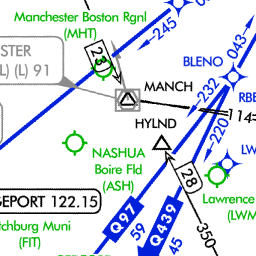 Manchester Boston Rgnl
(MHT)
245
043
BLENO
STER
L) (L) 91
23
MANCH
RBE
232
114
HYLND
220
NASHUA
Boire Fld
(ASH)
LW
28
Lawrence
(LWM
GEPORT 122.15
tchburg Muni
(FIT)
Q97
59
Q439
45
350